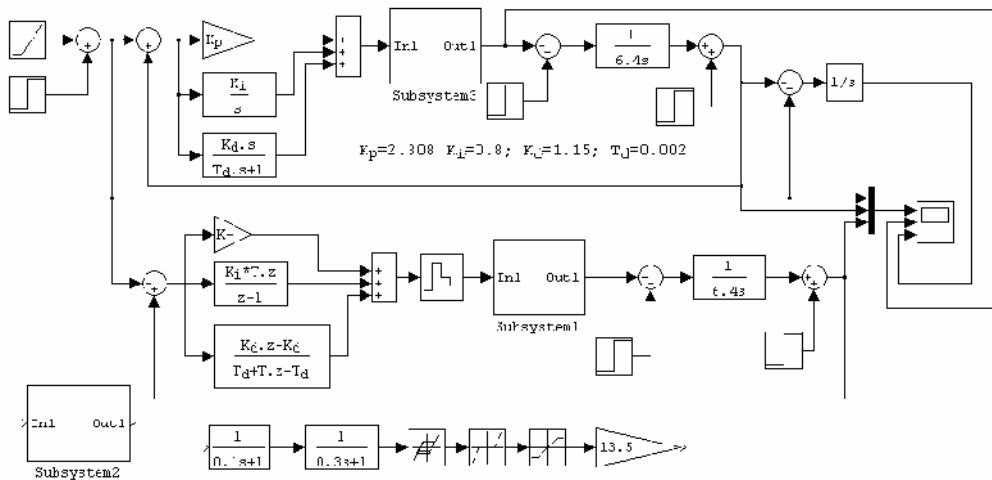 Kp
In1 Out1
Subsystem3
1
6.4s
1/s
Ki
s
Kd.s
Td.s+1
Kp=2.308 Ki=0.8; Kd=1.15; Td=0.002
K-
Ki*T.z
z-1
Kd.z-Kd
Td+T.z-Td
In1 Out1
Subsystem1
1
6.4s
In1 Out1
Subsystem2
1
0.1s+1
1
0.3s+1
13.5